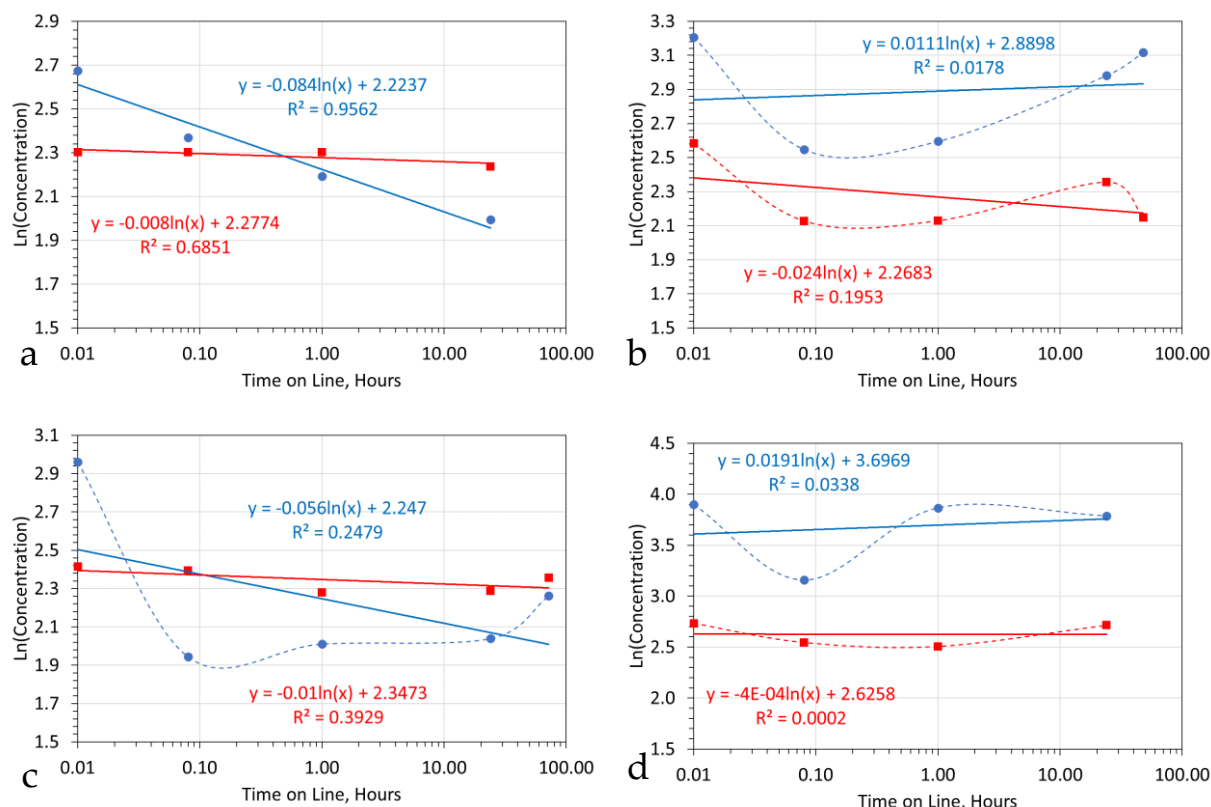 a
2.9
2.7
2.5
2.3
2.1
1.9
1.7
1.5
Ln(Concentration)
y = -0.084ln(x) + 2.2237
R² = 0.9562
y = -0.008ln(x) + 2.2774
R² = 0.6851
0.01 0.10 1.00 10.00 100.00
Time on Line, Hours
b
3.3
3.1
2.9
2.7
2.5
2.3
2.1
1.9
1.7
1.5
Ln(Concentration)
y = 0.0111ln(x) + 2.8898
R² = 0.0178
y = -0.024ln(x) + 2.2683
R² = 0.1953
0.01 0.10 1.00 10.00 100.00
Time on Line, Hours
c
3.1
2.9
2.7
2.5
2.3
2.1
1.9
1.7
1.5
Ln(Concentration)
y = -0.056ln(x) + 2.247
R² = 0.2479
y = -0.01ln(x) + 2.3473
R² = 0.3929
0.01 0.10 1.00 10.00 100.00
Time on Line, Hours
d
4.5
4.0
3.5
3.0
2.5
2.0
1.5
Ln(Concentration)
y = 0.0191ln(x) + 3.6969
R² = 0.0338
y = -4E-04ln(x) + 2.6258
R² = 0.0002
0.01 0.10 1.00 10.00 100.00
Time on Line, Hours